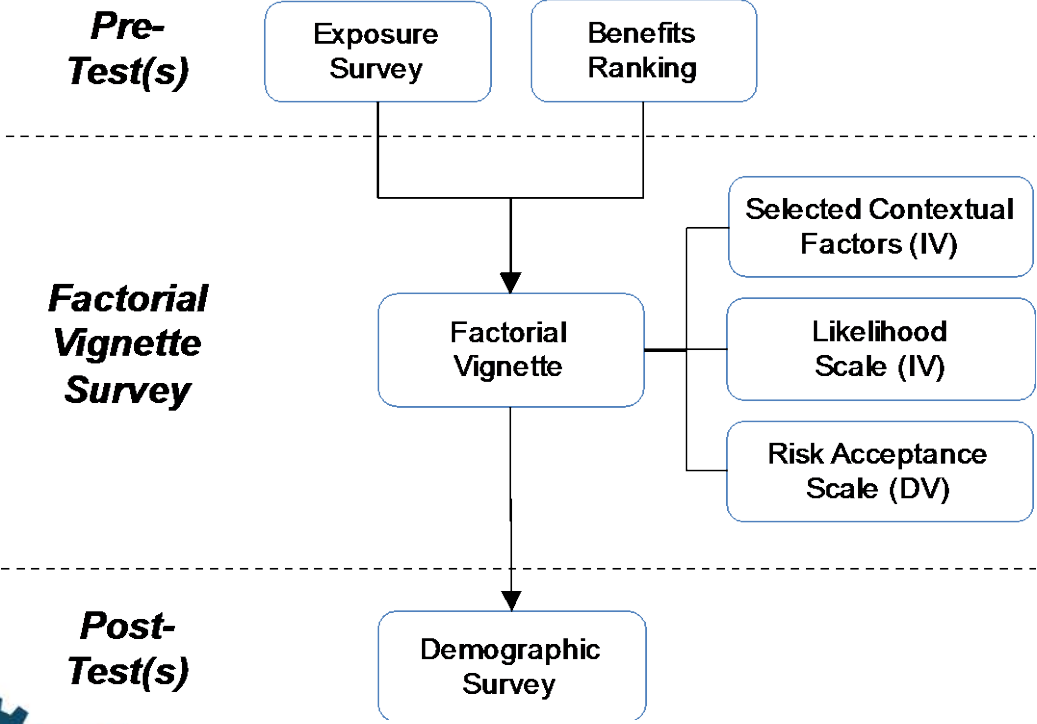 Pre-
Test(s)
Exposure
Survey
Benefits
Ranking
Factorial
Vignette
Survey
Factorial
Vignette
Selected Contextual
Factors (IV)
Likelihood
Scale (IV)
Risk Acceptance
Scale (DV)
Post-
Test(s)
Demographic
Survey